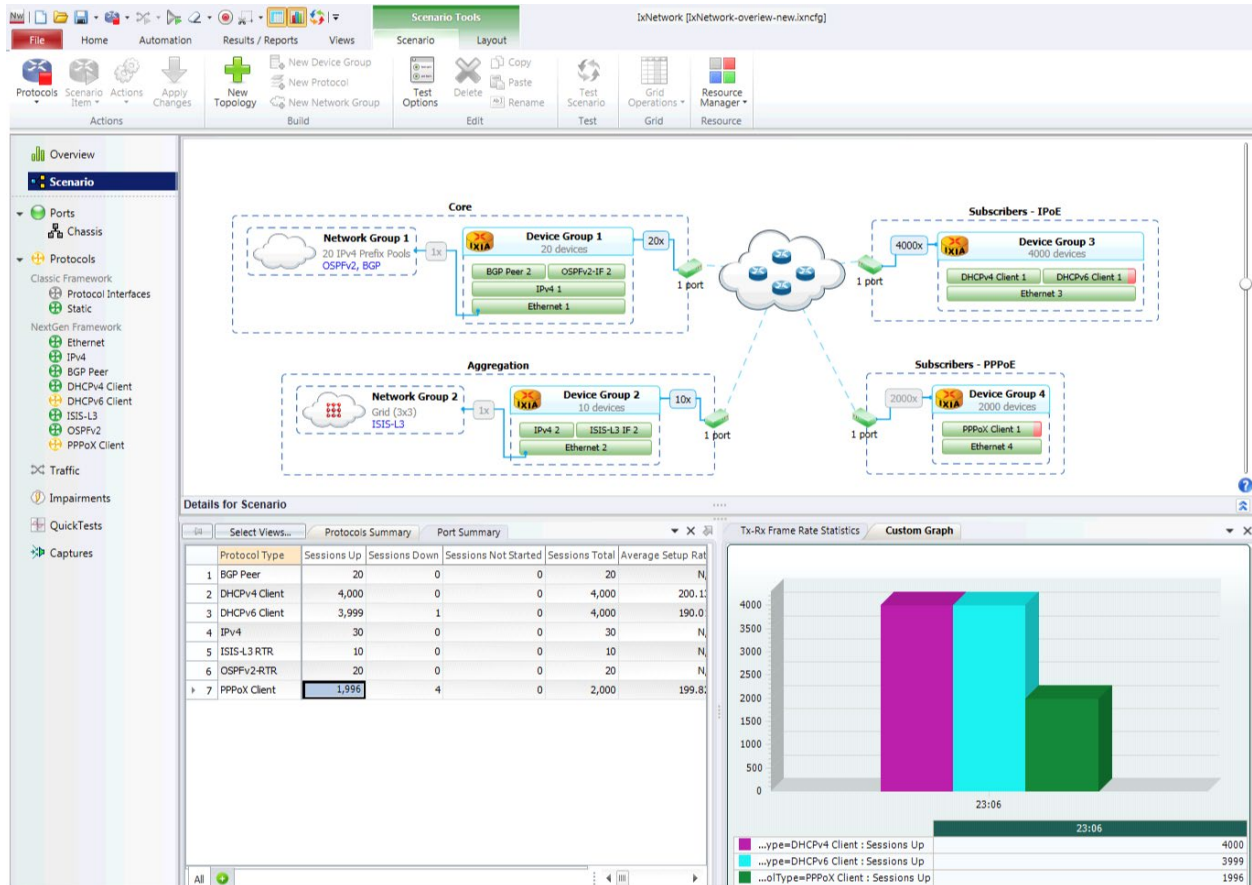 Nw
Scenario Tools
IxNetwork [IxNetwork-overiew-new.ixncfg]
File Home Automation Results / Reports Views Scenario Layout
Protocols
Scenario Item
Actions
Apply Changes
Actions
New Topology
New Device Group
New Protocol
New Network Group
Build
Test Options
Delete
Copy
Paste
Rename
Edit
Test Scenario
Test
Grid Operations
Grid
Resource Manager
Resource
Overview
Scenario
Ports
Chassis
Protocols
Classic Framework
Protocol Interfaces
Static
NextGen Framework
Ethernet
IPv4
BGP Peer
DHCPv4 Client
DHCPv6 Client
ISIS-L3
OSPFv2
PPPoX Client
Traffic
Impairments
QuickTests
Captures
Core
Network Group 1
20 IPv4 Prefix Pools
OSPFv2, BGP
1x
IXIA
Device Group 1
20 devices
BGP Peer 2 OSPFv2-IF 2
IPv4 1
Ethernet 1
20x
1 port
Subscribers - IPoE
1 port
4000x
IXIA
Device Group 3
4000 devices
DHCPv4 Client 1 DHCPv6 Client 1
Ethernet 3
Aggregation
Network Group 2
Grid (3x3)
ISIS-L3
1x
IXIA
Device Group 2
10 devices
IPv4 2 ISIS-L3 IF 2
Ethernet 2
10x
1 port
Subscribers - PPPoE
1 port
2000x
IXIA
Device Group 4
2000 devices
PPPoX Client 1
Ethernet 4
Details for Scenario
Select Views... Protocols Summary Port Summary
Protocol Type Sessions Up Sessions Down Sessions Not Started Sessions Total Average Setup Rat
1 BGP Peer 20 0 0 20 N
2 DHCPv4 Client 4,000 0 0 4,000 200.1
3 DHCPv6 Client 3,999 1 0 4,000 190.0
4 IPv4 30 0 0 30 N
5 ISIS-L3 RTR 10 0 0 10 N
6 OSPFv2-RTR 20 0 0 20 N
7 PPPoX Client 1,996 4 0 2,000 199.8
All
Tx-Rx Frame Rate Statistics Custom Graph
4000
3500
3000
2500
2000
1500
1000
500
0
23:06
23:06
...ype=DHCPv4 Client : Sessions Up 4000
...ype=DHCPv6 Client : Sessions Up 3999
...olType=PPPoX Client : Sessions Up 1996